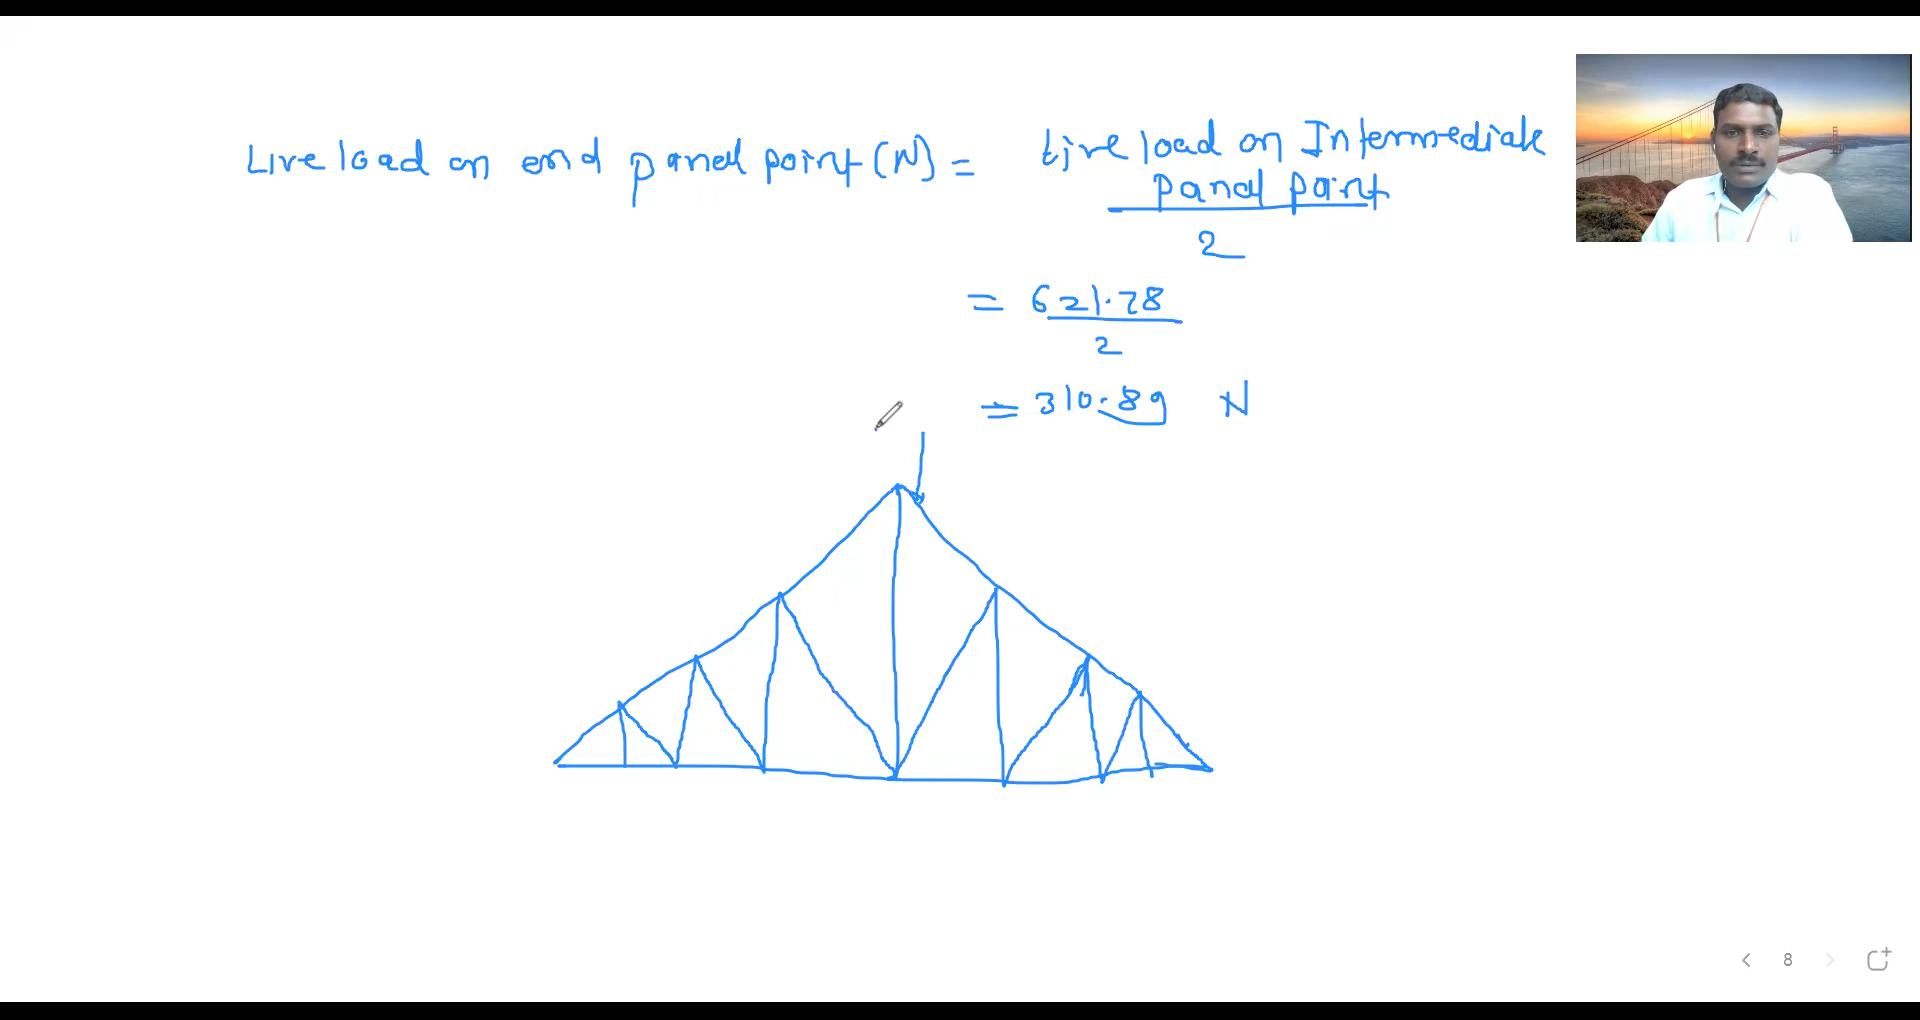 Live load on end panel point (N) = Live load on Intermediate
panel point
2
= 621.78
2
= 310.89 N
8